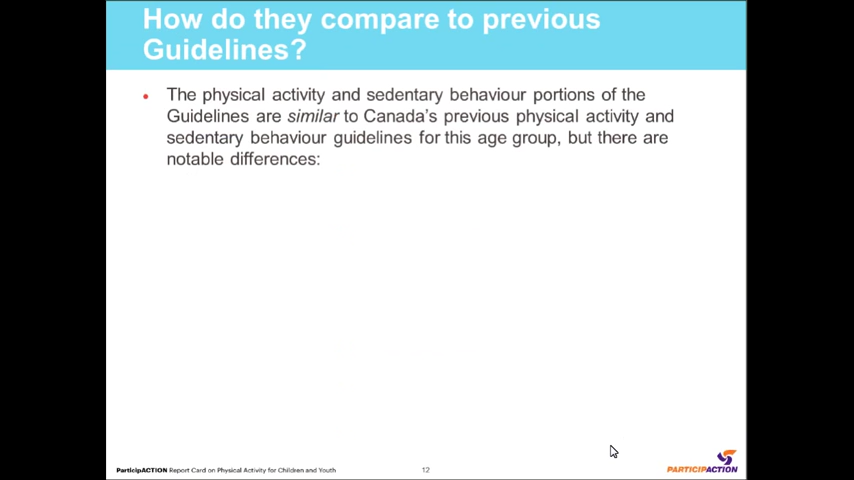 How do they compare to previous
Guidelines?
• The physical activity and sedentary behaviour portions of the
Guidelines are similar to Canada's previous physical activity and
sedentary behaviour guidelines for this age group, but there are
notable differences:
ParticipACTION Report Card on Physical Activity for Children and Youth
12
PARTICIPACTION